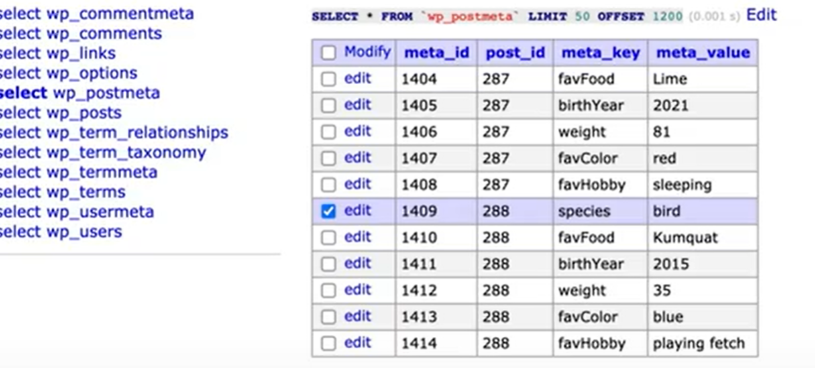 select wp_commentmeta
select wp_comments
select wp_links
select wp_options
select wp_postmeta
select wp_posts
select wp_term_relationships
select wp_term_taxonomy
select wp_termmeta
select wp_terms
select wp_usermeta
select wp_users
SELECT * FROM `wp_postmeta` LIMIT 50 OFFSET 1200 (0.001 s) Edit
Modify meta_id post_id meta_key meta_value
edit 1404 287 favFood Lime
edit 1405 287 birthYear 2021
edit 1406 287 weight 81
edit 1407 287 favColor red
edit 1408 287 favHobby sleeping
edit 1409 288 species bird
edit 1410 288 favFood Kumquat
edit 1411 288 birthYear 2015
edit 1412 288 weight 35
edit 1413 288 favColor blue
edit 1414 288 favHobby playing fetch